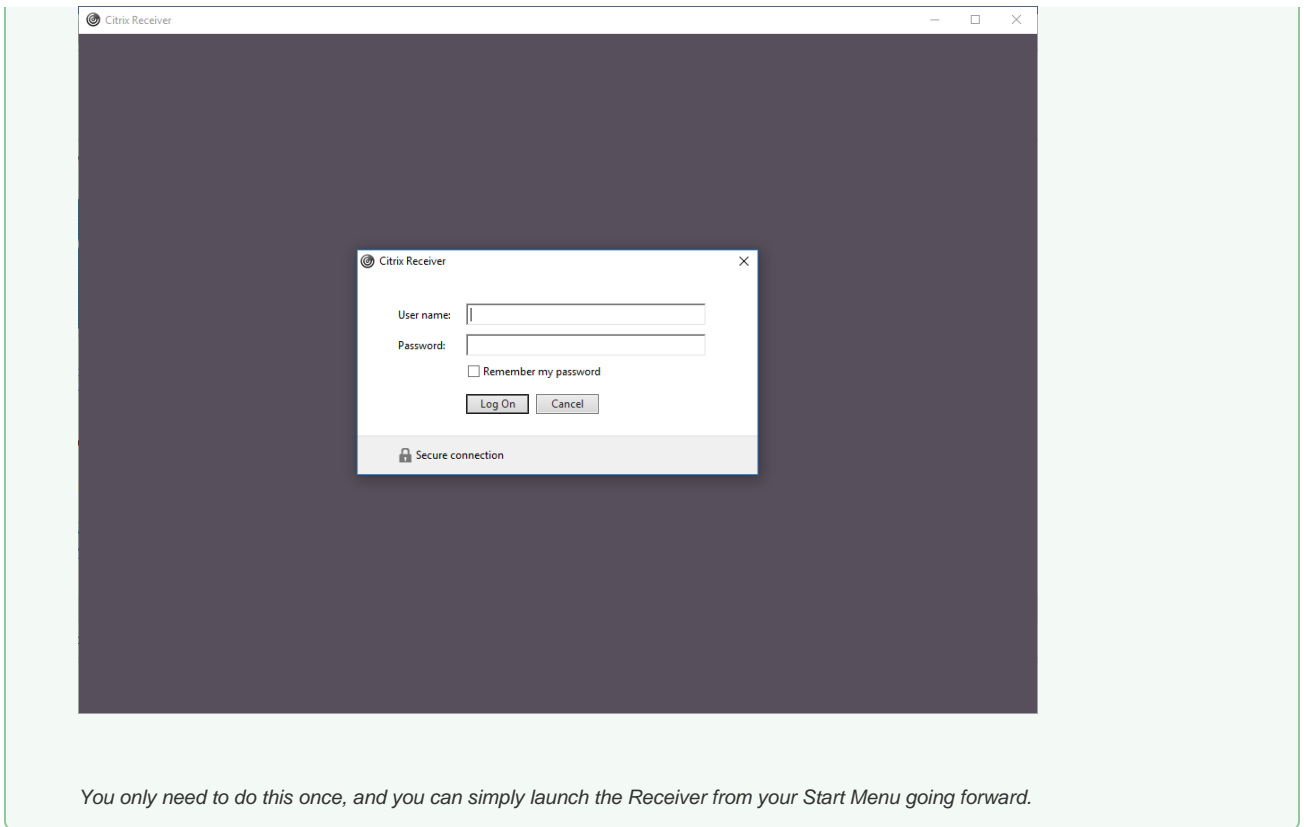 Citrix Receiver
Citrix Receiver
User name:
Password:
Remember my password
Log On Cancel
Secure connection
You only need to do this once, and you can simply launch the Receiver from your Start Menu going forward.